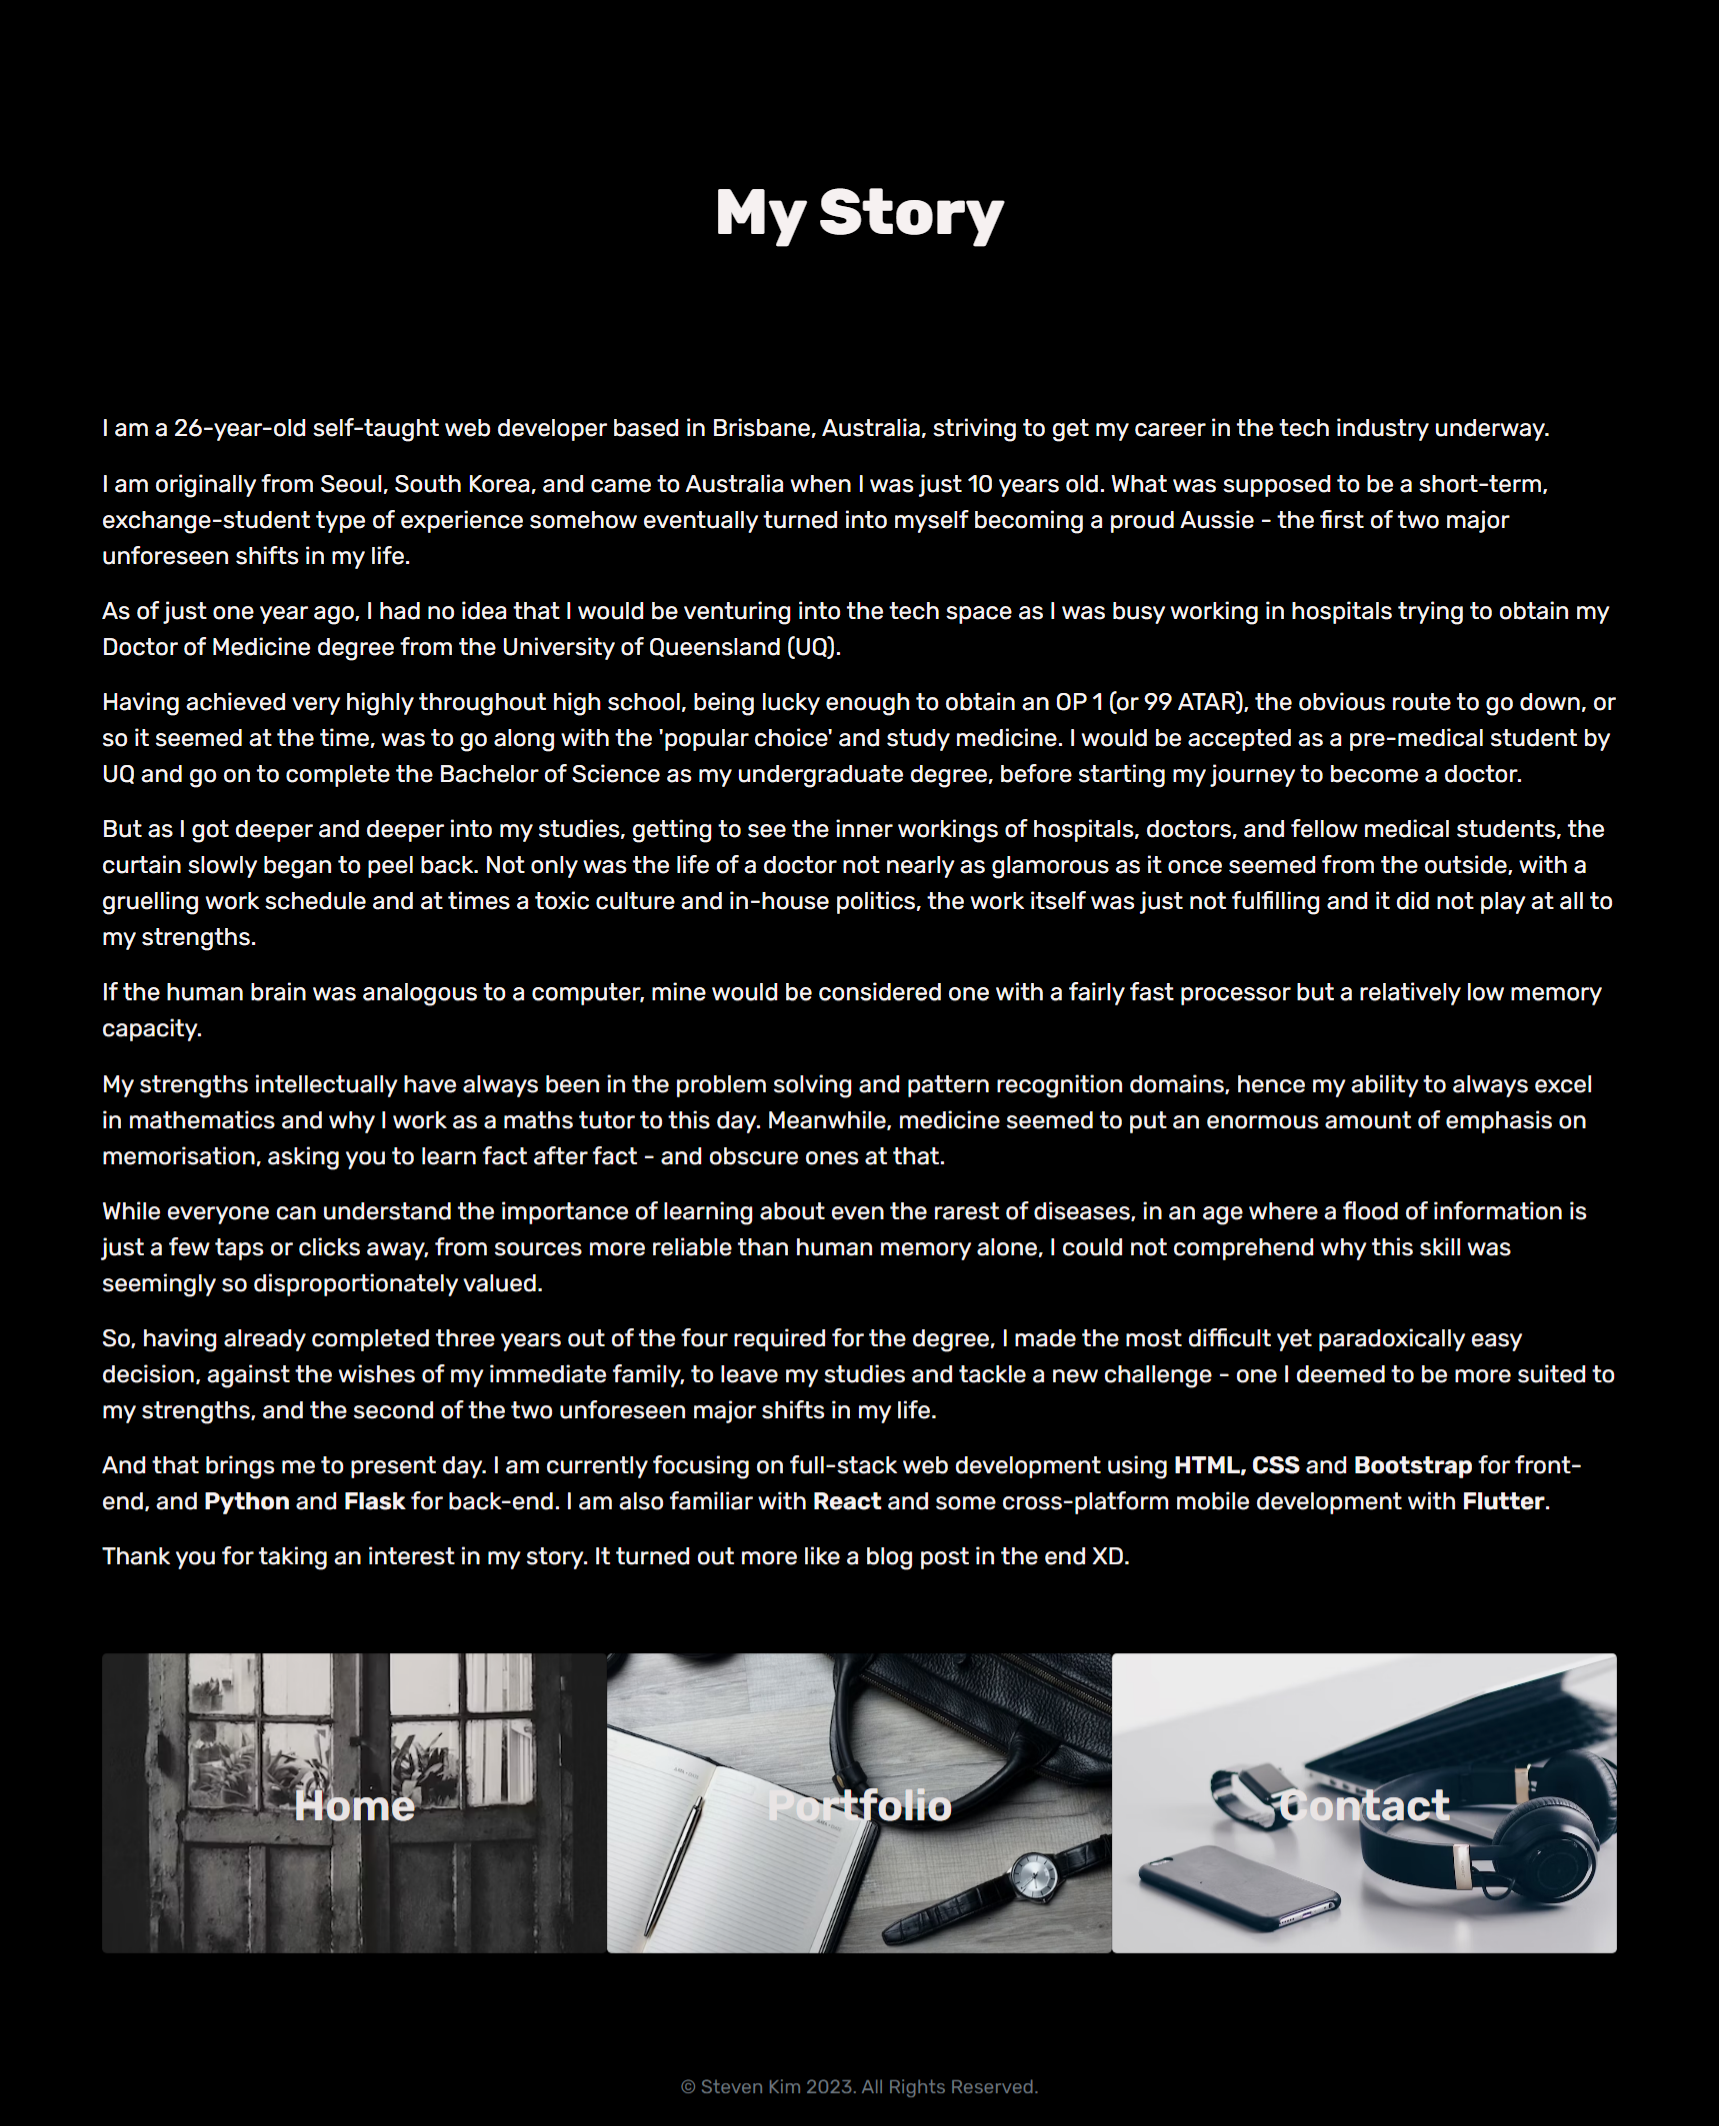 My Story
I am a 26-year-old self-taught web developer based in Brisbane, Australia, striving to get my career in the tech industry underway.
I am originally from Seoul, South Korea, and came to Australia when I was just 10 years old. What was supposed to be a short-term,
exchange-student type of experience somehow eventually turned into myself becoming a proud Aussie - the first of two major
unforeseen shifts in my life.
As of just one year ago, I had no idea that I would be venturing into the tech space as I was busy working in hospitals trying to obtain my
Doctor of Medicine degree from the University of Queensland (UQ).
Having achieved very highly throughout high school, being lucky enough to obtain an OP 1 (or 99 ATAR), the obvious route to go down, or
so it seemed at the time, was to go along with the 'popular choice' and study medicine. I would be accepted as a pre-medical student by
UQ and go on to complete the Bachelor of Science as my undergraduate degree, before starting my journey to become a doctor.
But as I got deeper and deeper into my studies, getting to see the inner workings of hospitals, doctors, and fellow medical students, the
curtain slowly began to peel back. Not only was the life of a doctor not nearly as glamorous as it once seemed from the outside, with a
gruelling work schedule and at times a toxic culture and in-house politics, the work itself was just not fulfilling and it did not play at all to
my strengths.
If the human brain was analogous to a computer, mine would be considered one with a fairly fast processor but a relatively low memory
capacity.
My strengths intellectually have always been in the problem solving and pattern recognition domains, hence my ability to always excel
in mathematics and why I work as a maths tutor to this day. Meanwhile, medicine seemed to put an enormous amount of emphasis on
memorisation, asking you to learn fact after fact - and obscure ones at that.
While everyone can understand the importance of learning about even the rarest of diseases, in an age where a flood of information is
just a few taps or clicks away, from sources more reliable than human memory alone, I could not comprehend why this skill was
seemingly so disproportionately valued.
So, having already completed three years out of the four required for the degree, I made the most difficult yet paradoxically easy
decision, against the wishes of my immediate family, to leave my studies and tackle a new challenge - one I deemed to be more suited to
my strengths, and the second of the two unforeseen major shifts in my life.
And that brings me to present day. I am currently focusing on full-stack web development using HTML, CSS and Bootstrap for front-
end, and Python and Flask for back-end. I am also familiar with React and some cross-platform mobile development with Flutter.
Thank you for taking an interest in my story. It turned out more like a blog post in the end XD.
Home
Portfolio
Contact
© Steven Kim 2023. All Rights Reserved.